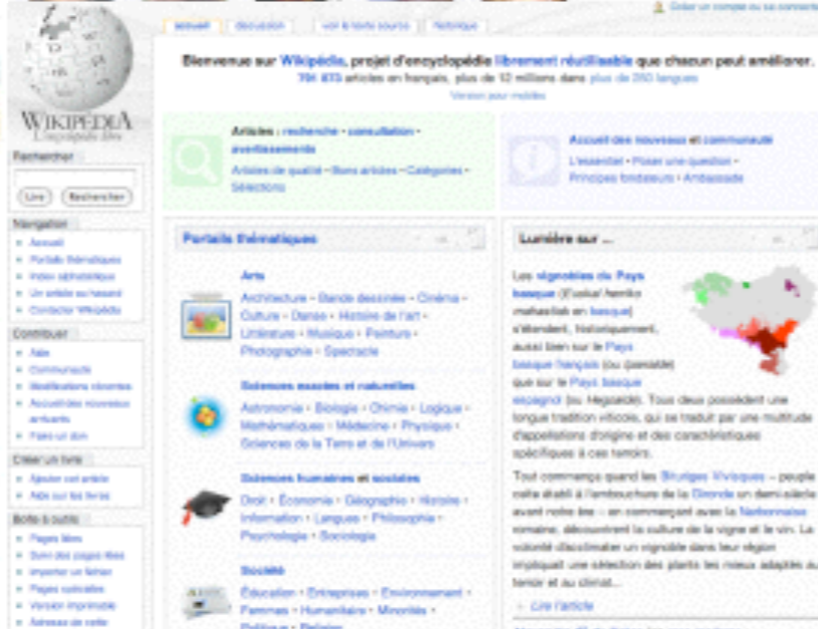 Créer un compte ou se connecter
accueil
discussion
voir le texte source
historique
Bienvenue sur Wikipédia, projet d'encyclopédie librement réutilisable que chacun peut améliorer.
articles en français, plus de 12 millions dans plus de 250 langues
Version pour mobiles
WIKIPÉDIA
L'encyclopédie libre
Rechercher
Lire
Rechercher
Navigation
Accueil
Portails thématiques
Index alphabétique
Un article au hasard
Contacter Wikipédia
Contribuer
Aide
Communauté
Modifications récentes
Accueil des nouveaux
arrivants
Faire un don
Créer un livre
Ajouter cet article
Aide sur les livres
Boîte à outils
Pages liées
Suivi des pages liées
Importer un fichier
Pages spéciales
Version imprimable
Adresse de cette
Articles : recherche • consultation •
avertissements
Articles de qualité • Bons articles • Catégories •
Sélections
Accueil des nouveaux et communauté
L'essentiel • Poser une question •
Principes fondateurs • Ambassade
Portails thématiques
Arts
Architecture • Bande dessinée • Cinéma •
Culture • Danse • Histoire de l'art •
Littérature • Musique • Peinture •
Photographie • Spectacle
Sciences exactes et naturelles
Astronomie • Biologie • Chimie • Logique •
Mathématiques • Médecine • Physique •
Sciences de la Terre et de l'Univers
Sciences humaines et sociales
Droit • Économie • Géographie • Histoire •
Information • Langues • Philosophie •
Psychologie • Sociologie
Société
Éducation • Entreprises • Environnement •
Femmes • Humanitaire • Minorités •
Politique • Religion
Lumière sur ...
Les vignobles du Pays
basque (Euskal herriko
mahastiak en basque)
s'étendent, historiquement,
aussi bien sur le Pays
basque français (ou Iparralde)
que sur le Pays basque
espagnol (ou Hegoalde). Tous deux possèdent une
longue tradition viticole, qui se traduit par une multitude
d'appellations d'origine et des caractéristiques
spécifiques à ces terroirs.
Tout commença quand les Bituriges Vivisques – peuple
celte établi à l'embouchure de la Gironde un demi-siècle
avant notre ère – en commerçant avec la Narbonnaise
romaine, découvrirent la culture de la vigne et le vin. La
volonté d'acclimater un vignoble dans leur région
impliquait une sélection des plants les mieux adaptés au
terroir et au climat...
Lire l'article